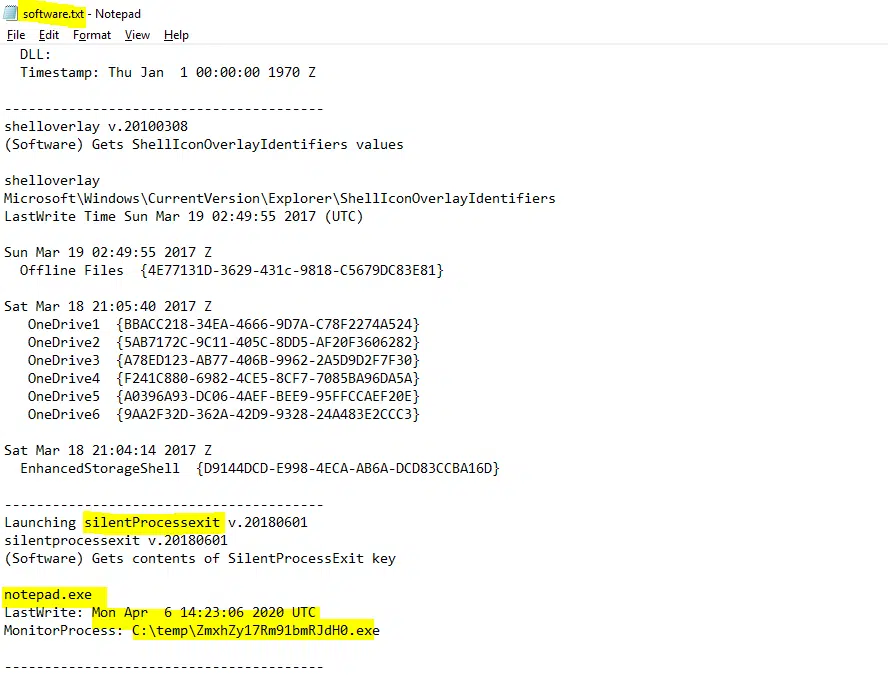 software.txt - Notepad
File Edit Format View Help
DLL:
Timestamp: Thu Jan  1 00:00:00 1970 Z
----------------------------------------
shelloverlay v.20100308
(Software) Gets ShellIconOverlayIdentifiers values
shelloverlay
Microsoft\Windows\CurrentVersion\Explorer\ShellIconOverlayIdentifiers
LastWrite Time Sun Mar 19 02:49:55 2017 (UTC)
Sun Mar 19 02:49:55 2017 Z
Offline Files  {4E77131D-3629-431c-9818-C5679DC83E81}
Sat Mar 18 21:05:40 2017 Z
OneDrive1  {BBACC218-34EA-4666-9D7A-C78F2274A524}
OneDrive2  {5AB7172C-9C11-405C-8DD5-AF20F3606282}
OneDrive3  {A78ED123-AB77-406B-9962-2A5D9D2F7F30}
OneDrive4  {F241C880-6982-4CE5-8CF7-7085BA96DA5A}
OneDrive5  {A0396A93-DC06-4AEF-BEE9-95FFCCAEF20E}
OneDrive6  {9AA2F32D-362A-42D9-9328-24A483E2CCC3}
Sat Mar 18 21:04:14 2017 Z
EnhancedStorageShell  {D9144DCD-E998-4ECA-AB6A-DCD83CCBA16D}
----------------------------------------
Launching silentProcessexit v.20180601
silentprocessexit v.20180601
(Software) Gets contents of SilentProcessExit key
notepad.exe
LastWrite: Mon Apr  6 14:23:06 2020 UTC
MonitorProcess: C:\temp\ZmxhZy17Rm91bmRJdH0.exe
----------------------------------------